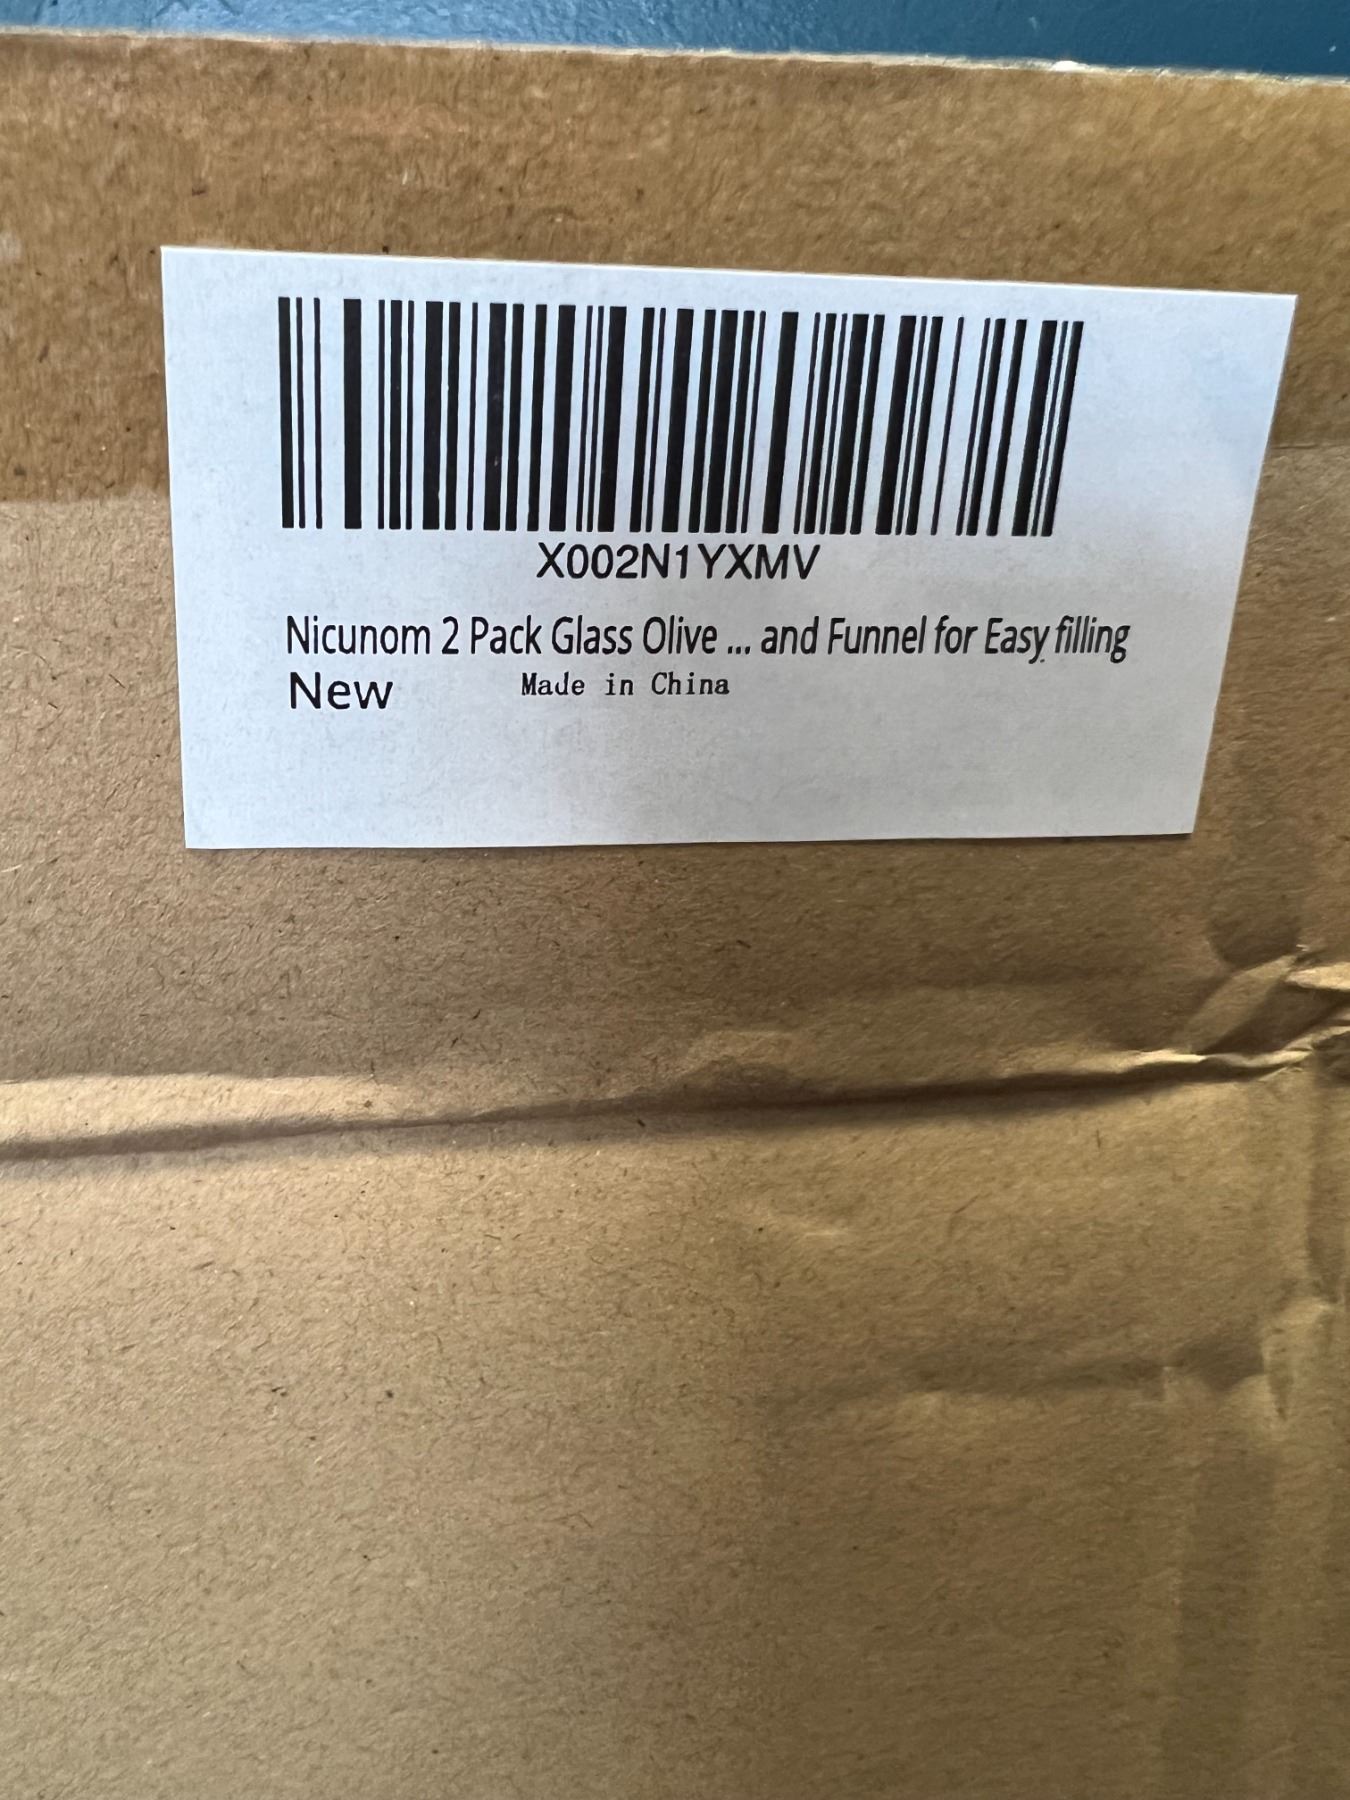 X002N1YXMV
Nicunom 2 Pack Glass Olive ... and Funnel for Easy filling
New
Made in China